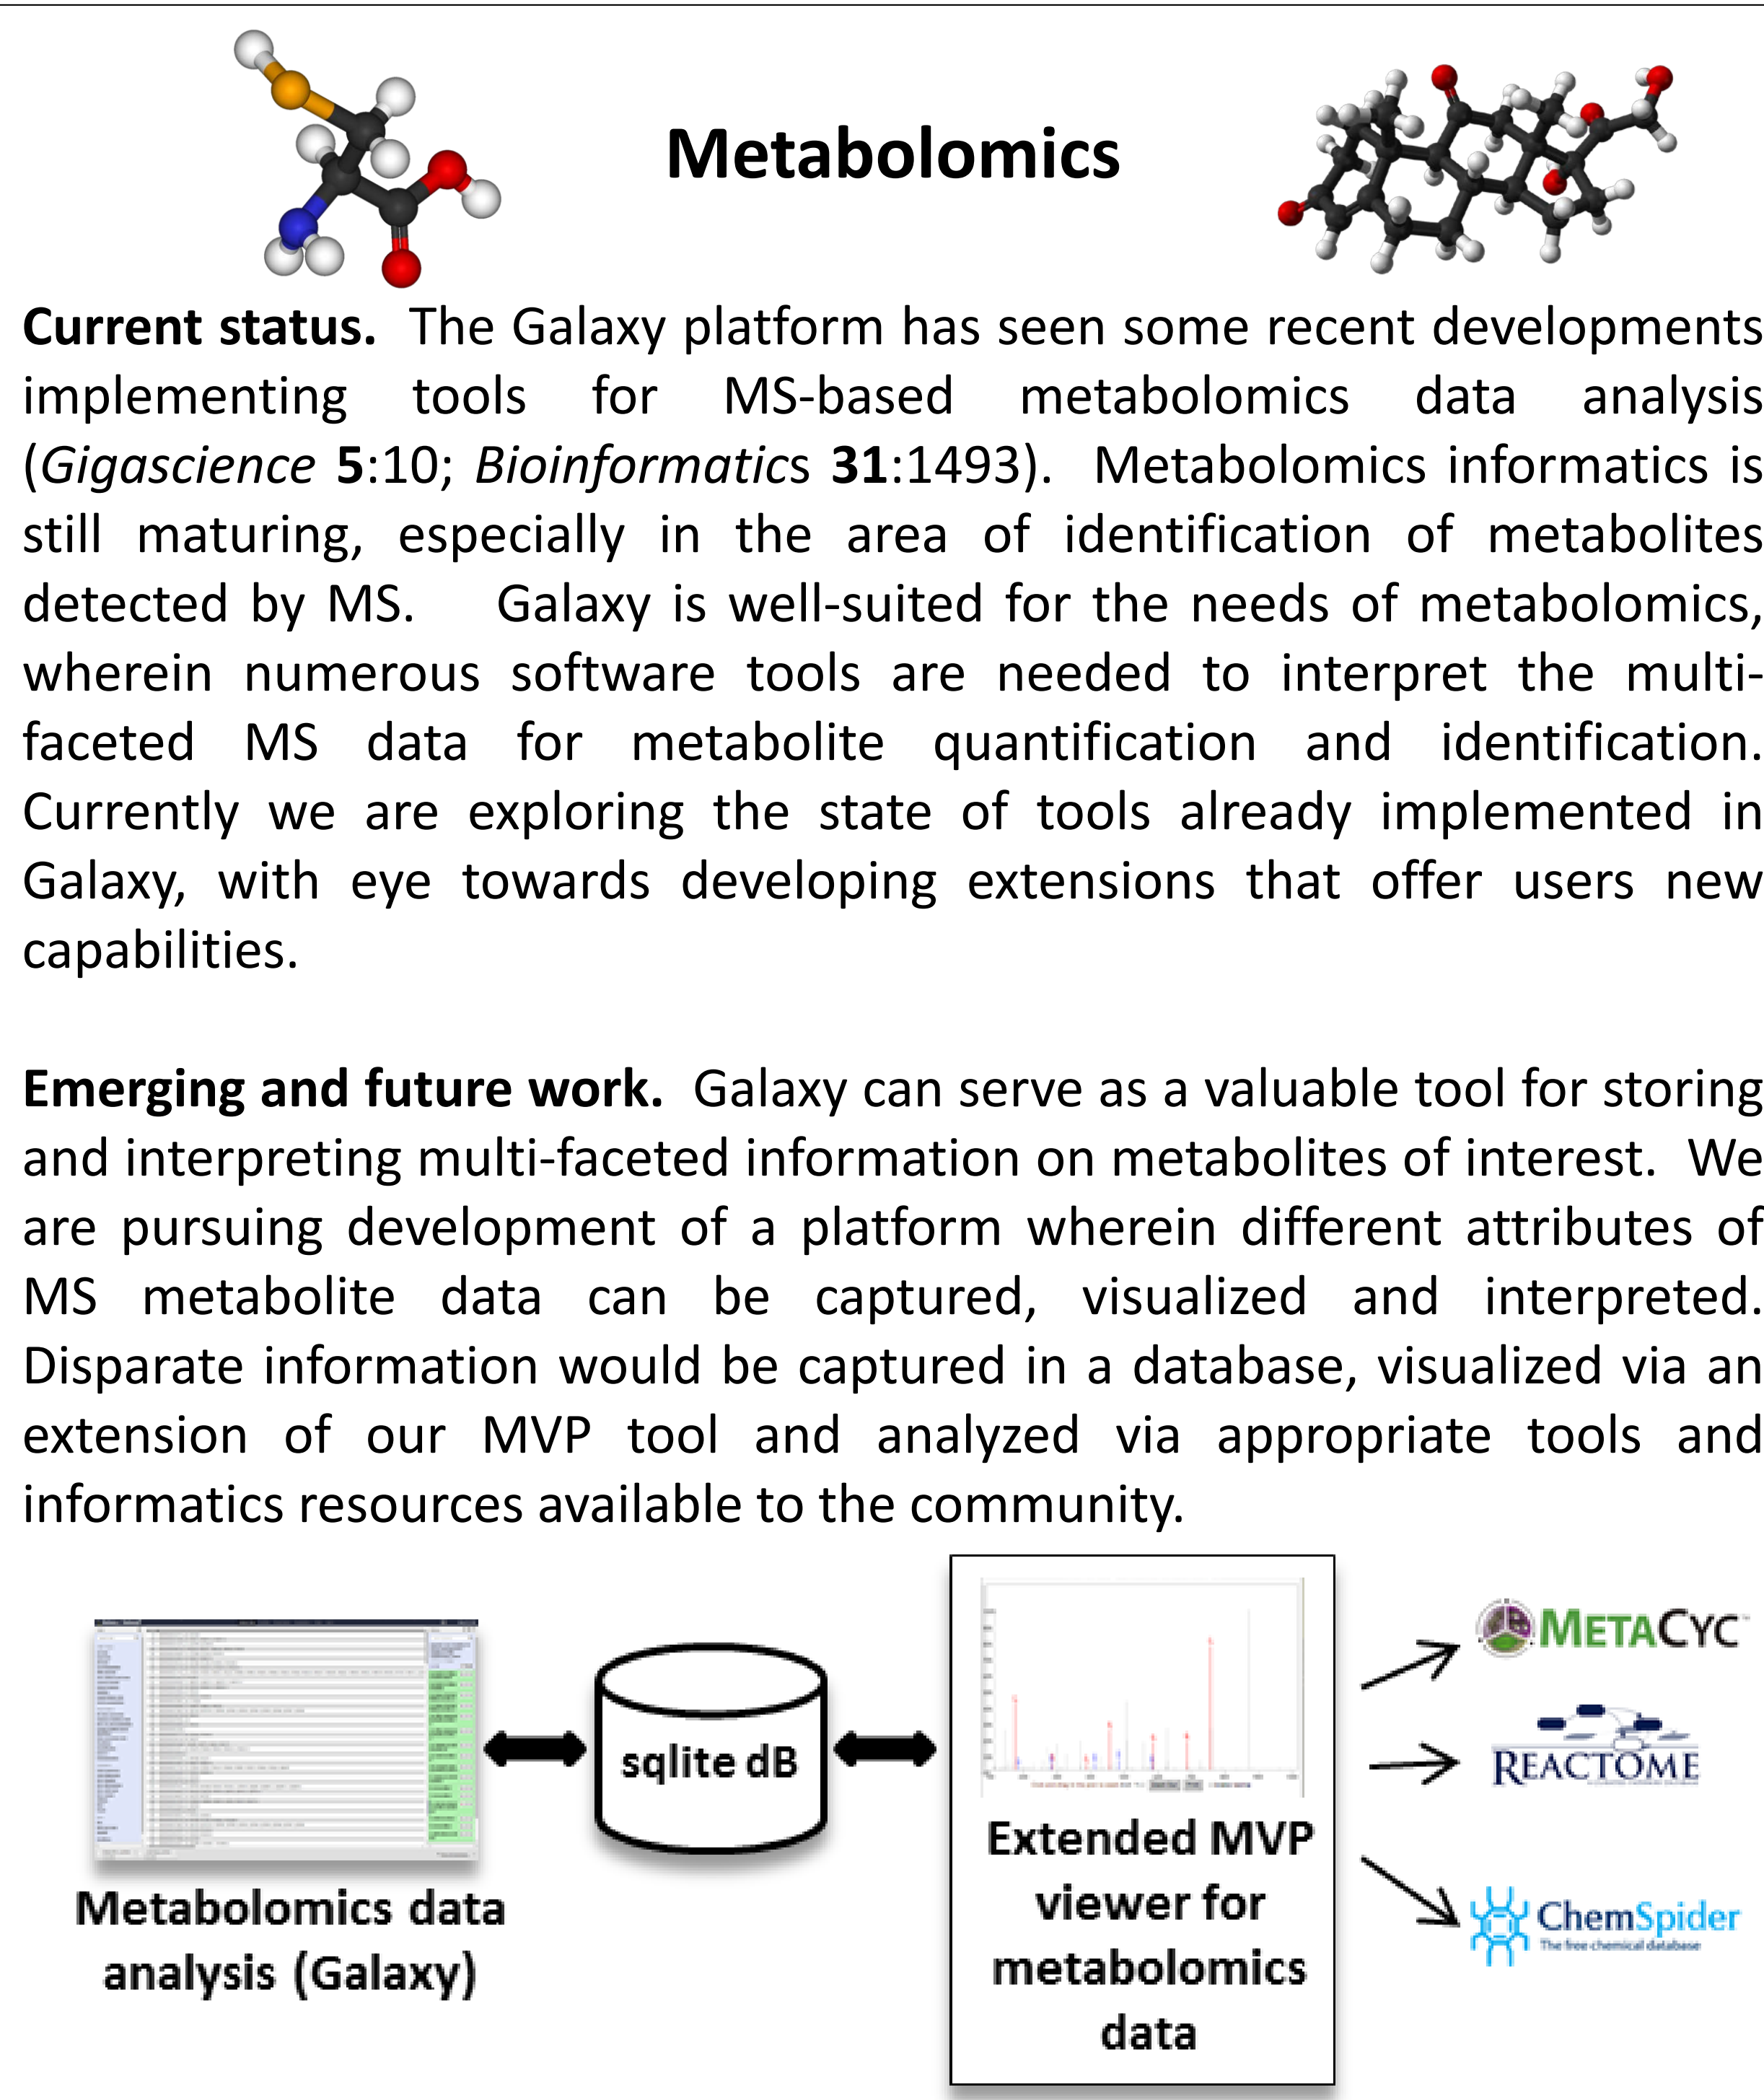 Metabolomics
Current status. The Galaxy platform has seen some recent developments
implementing tools for MS-based metabolomics data analysis
(Gigascience 5:10; Bioinformatics 31:1493). Metabolomics informatics is
still maturing, especially in the area of identification of metabolites
detected by MS. Galaxy is well-suited for the needs of metabolomics,
wherein numerous software tools are needed to interpret the multi-
faceted MS data for metabolite quantification and identification.
Currently we are exploring the state of tools already implemented in
Galaxy, with eye towards developing extensions that offer users new
capabilities.
Emerging and future work. Galaxy can serve as a valuable tool for storing
and interpreting multi-faceted information on metabolites of interest. We
are pursuing development of a platform wherein different attributes of
MS metabolite data can be captured, visualized and interpreted.
Disparate information would be captured in a database, visualized via an
extension of our MVP tool and analyzed via appropriate tools and
informatics resources available to the community.
Metabolomics data
analysis (Galaxy)
sqlite dB
Extended MVP
viewer for
metabolomics
data
METACYC
REACTOME
ChemSpider
The free chemical database